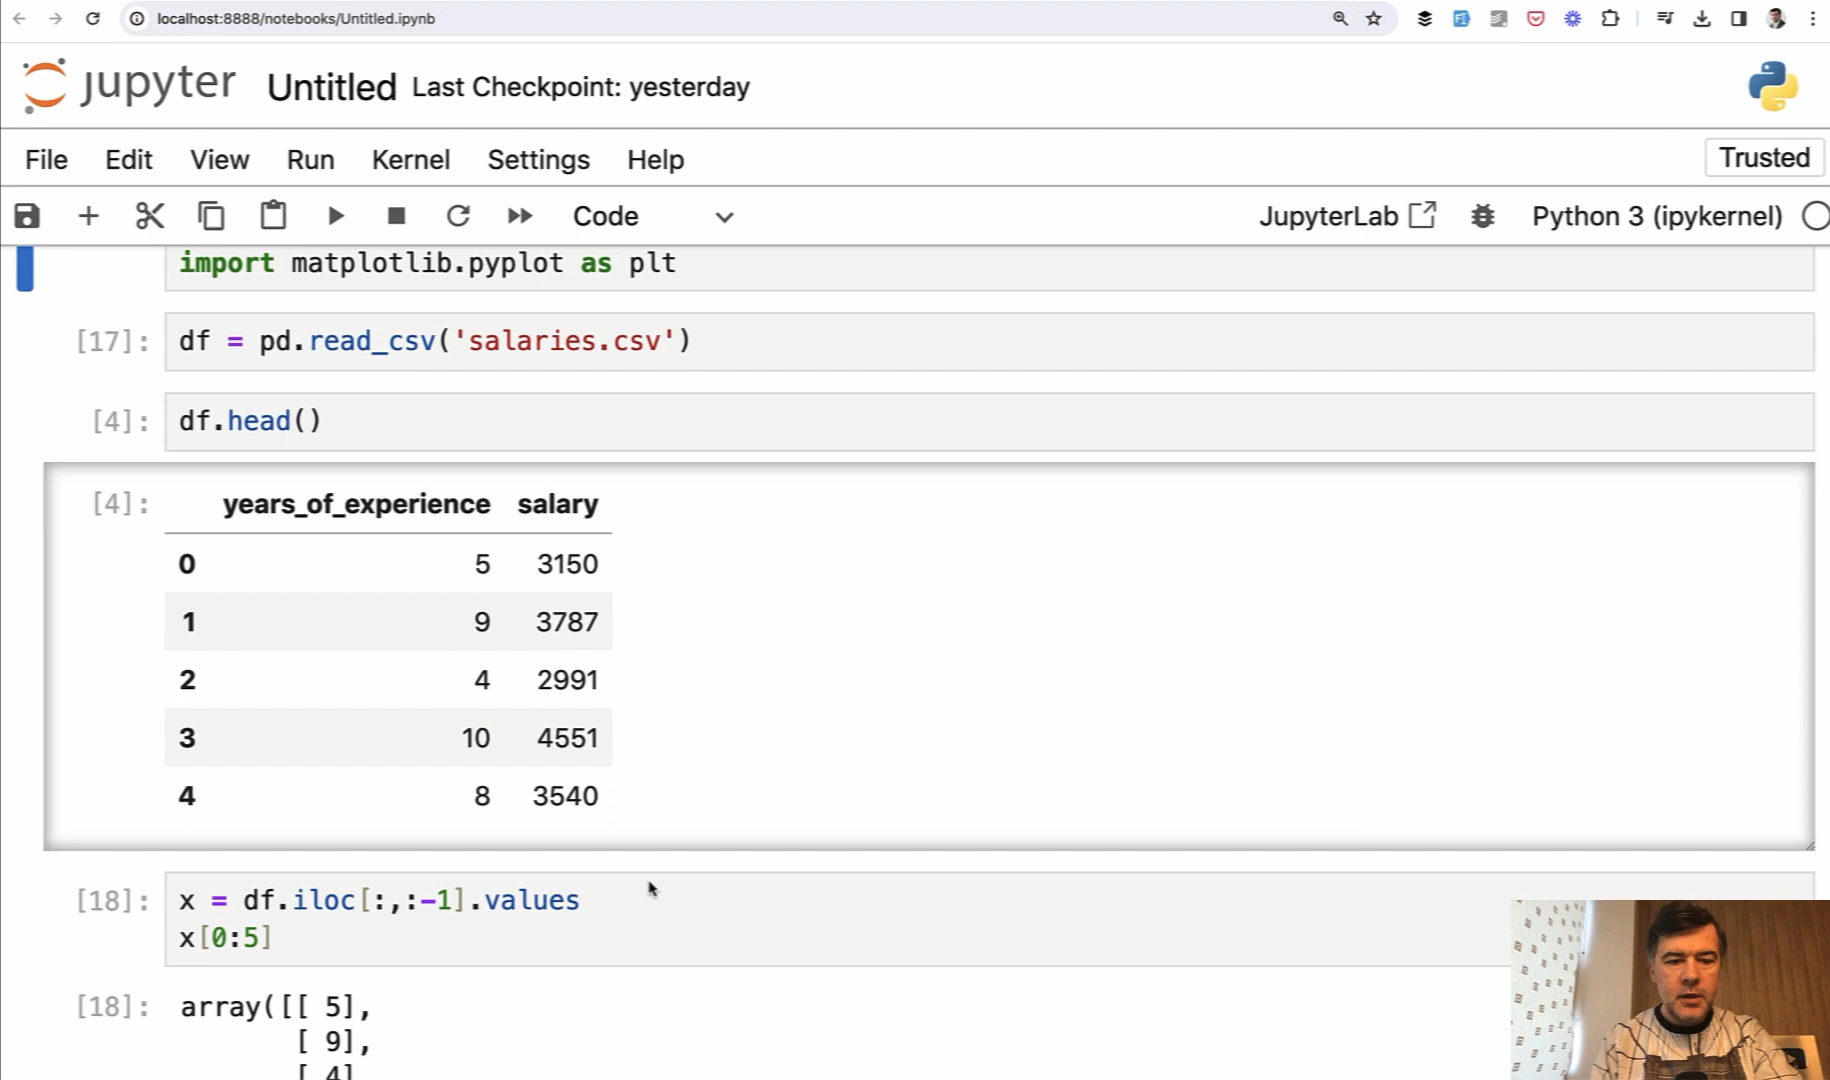 localhost:8888/notebooks/Untitled.ipynb
jupyter Untitled Last Checkpoint: yesterday
File Edit View Run Kernel Settings Help Trusted
Code JupyterLab Python 3 (ipykernel)
import matplotlib.pyplot as plt
[17]: df = pd.read_csv('salaries.csv')
[4]: df.head()
[4]: years_of_experience salary
0 5 3150
1 9 3787
2 4 2991
3 10 4551
4 8 3540
[18]: x = df.iloc[:,:-1].values
x[0:5]
[18]: array([[ 5],
[ 9],
[ 4]